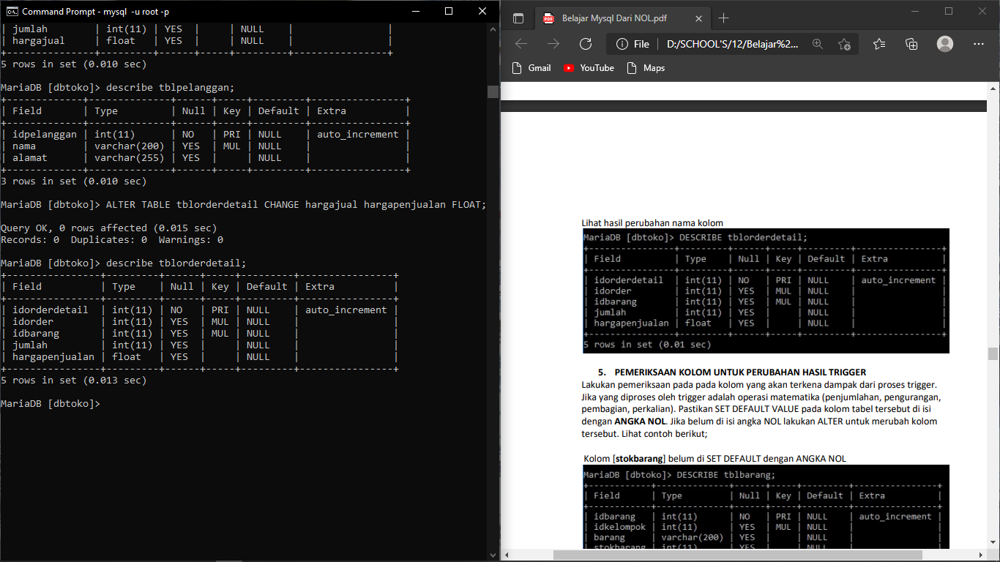 Command Prompt - mysql -u root -p
| jumlah | int(11) | YES | | NULL | |
| hargajual | float | YES | | NULL | |
+---------------+---------+------+-----+---------+----------------+
5 rows in set (0.010 sec)
MariaDB [dbtoko]> describe tblpelanggan;
+-------------+--------------+------+-----+---------+----------------+
| Field | Type | Null | Key | Default | Extra |
+-------------+--------------+------+-----+---------+----------------+
| idpelanggan | int(11) | NO | PRI | NULL | auto_increment |
| nama | varchar(200) | YES | MUL | NULL | |
| alamat | varchar(255) | YES | | NULL | |
+-------------+--------------+------+-----+---------+----------------+
3 rows in set (0.010 sec)
MariaDB [dbtoko]> ALTER TABLE tblorderdetail CHANGE hargajual hargapenjualan FLOAT;
Query OK, 0 rows affected (0.015 sec)
Records: 0 Duplicates: 0 Warnings: 0
MariaDB [dbtoko]> describe tblorderdetail;
+----------------+---------+------+-----+---------+----------------+
| Field | Type | Null | Key | Default | Extra |
+----------------+---------+------+-----+---------+----------------+
| idorderdetail | int(11) | NO | PRI | NULL | auto_increment |
| idorder | int(11) | YES | MUL | NULL | |
| idbarang | int(11) | YES | MUL | NULL | |
| jumlah | int(11) | YES | | NULL | |
| hargapenjualan | float | YES | | NULL | |
+----------------+---------+------+-----+---------+----------------+
5 rows in set (0.013 sec)
MariaDB [dbtoko]>
Belajar Mysql Dari NOL.pdf
File | D:/SCHOOL'S/12/Belajar%2...
Gmail YouTube Maps
Lihat hasil perubahan nama kolom
MariaDB [dbtoko]> DESCRIBE tblorderdetail;
+----------------+---------+------+-----+---------+----------------+
| Field | Type | Null | Key | Default | Extra |
+----------------+---------+------+-----+---------+----------------+
| idorderdetail | int(11) | NO | PRI | NULL | auto_increment |
| idorder | int(11) | YES | MUL | NULL | |
| idbarang | int(11) | YES | MUL | NULL | |
| jumlah | int(11) | YES | | NULL | |
| hargapenjualan | float | YES | | NULL | |
+----------------+---------+------+-----+---------+----------------+
5 rows in set (0.01 sec)
5. PEMERIKSAAN KOLOM UNTUK PERUBAHAN HASIL TRIGGER
Lakukan pemeriksaan pada pada kolom yang akan terkena dampak dari proses trigger.
Jika yang diproses oleh trigger adalah operasi matematika (penjumlahan, pengurangan,
pembagian, perkalian). Pastikan SET DEFAULT VALUE pada kolom tabel tersebut di isi
dengan ANGKA NOL. Jika belum di isi angka NOL lakukan ALTER untuk merubah kolom
tersebut. Lihat contoh berikut;
Kolom [stokbarang] belum di SET DEFAULT dengan ANGKA NOL
MariaDB [dbtoko]> DESCRIBE tblbarang;
+------------+--------------+------+-----+---------+----------------+
| Field | Type | Null | Key | Default | Extra |
+------------+--------------+------+-----+---------+----------------+
| idbarang | int(11) | NO | PRI | NULL | auto_increment |
| idkelompok | int(11) | YES | MUL | NULL | |
| barang | varchar(200) | YES | | NULL | |
| stokbarang | int(11) | YES | | NULL | |